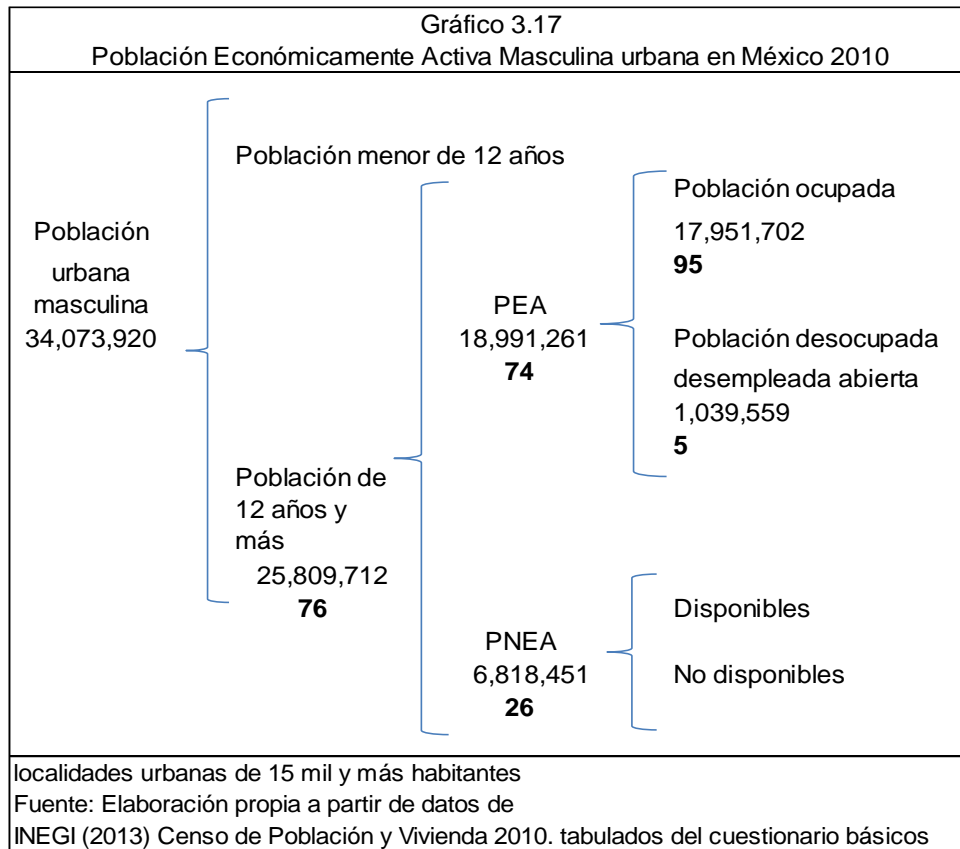 Gráfico 3.17
Población Económicamente Activa Masculina urbana en México 2010
Población
urbana
masculina
34,073,920
Población menor de 12 años
Población de
12 años y
más
25,809,712
76
PEA
18,991,261
74
Población ocupada
17,951,702
95
Población desocupada
desempleada abierta
1,039,559
5
PNEA
6,818,451
26
Disponibles
No disponibles
localidades urbanas de 15 mil y más habitantes
Fuente: Elaboración propia a partir de datos de
INEGI (2013) Censo de Población y Vivienda 2010. tabulados del cuestionario básicos